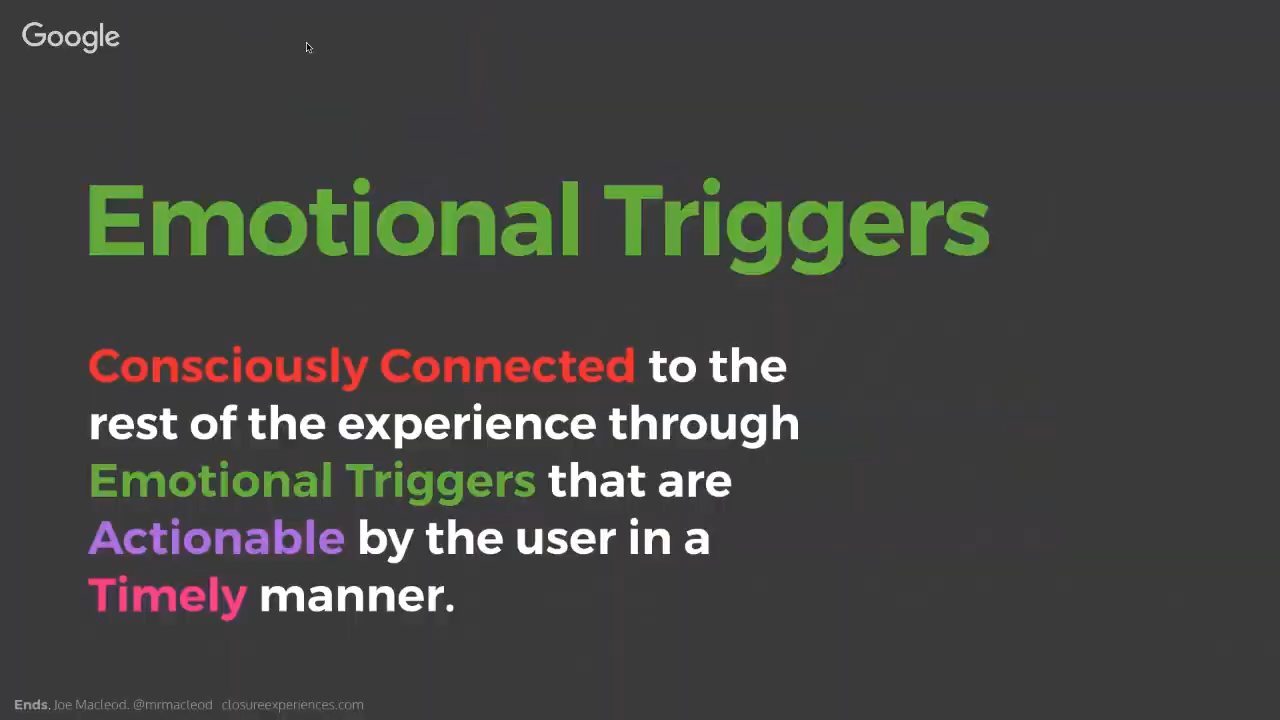 Google
Emotional Triggers
Consciously Connected to the
rest of the experience through
Emotional Triggers that are
Actionable by the user in a
Timely manner.
Ends. Joe Macleod. @mrmacleod closureexperiences.com